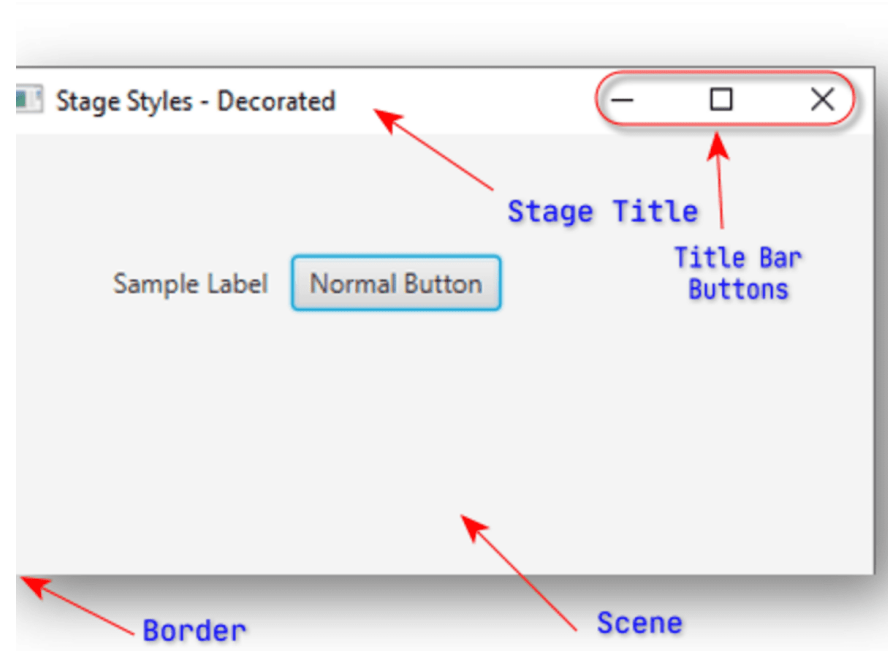 Stage Styles - Decorated
Stage Title
Title Bar
Buttons
Sample Label
Normal Button
Border
Scene